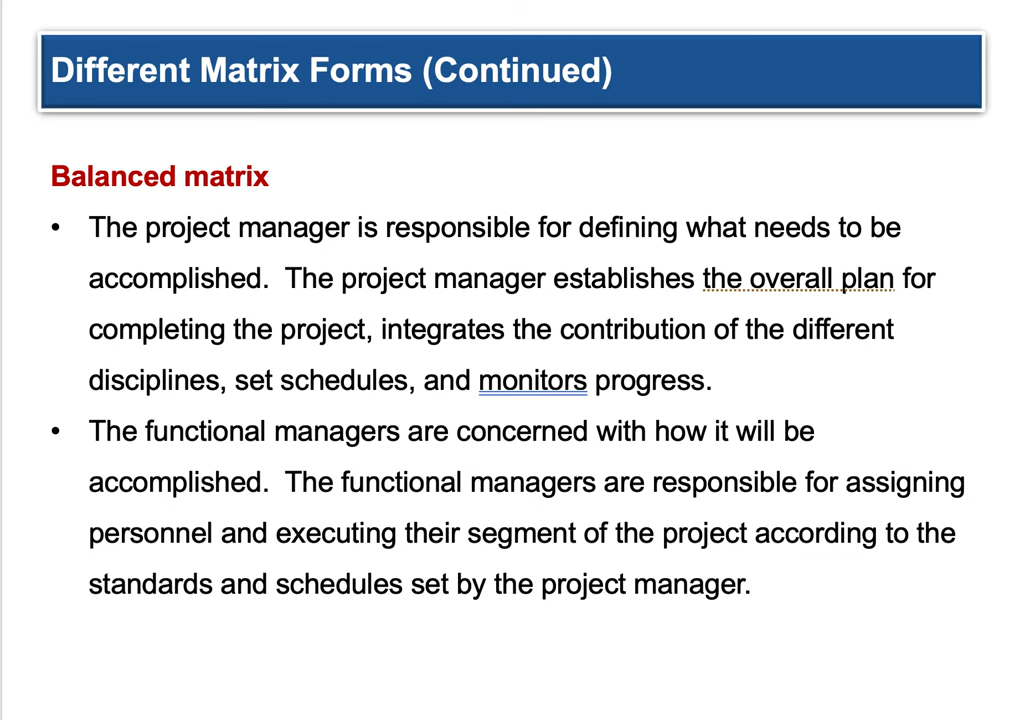 Different Matrix Forms (Continued)
Balanced matrix
• The project manager is responsible for defining what needs to be
accomplished.  The project manager establishes the overall plan for
completing the project, integrates the contribution of the different
disciplines, set schedules, and monitors progress.
• The functional managers are concerned with how it will be
accomplished.  The functional managers are responsible for assigning
personnel and executing their segment of the project according to the
standards and schedules set by the project manager.